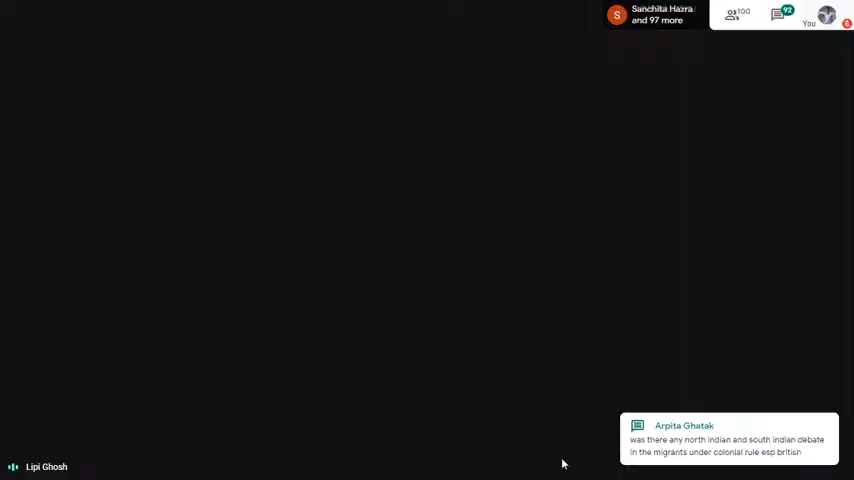 S Sanchita Hazra
and 97 more
100
92
You
Arpita Ghatak
was there any north indian and south indian debate
in the migrants under colonial rule esp british
Lipi Ghosh